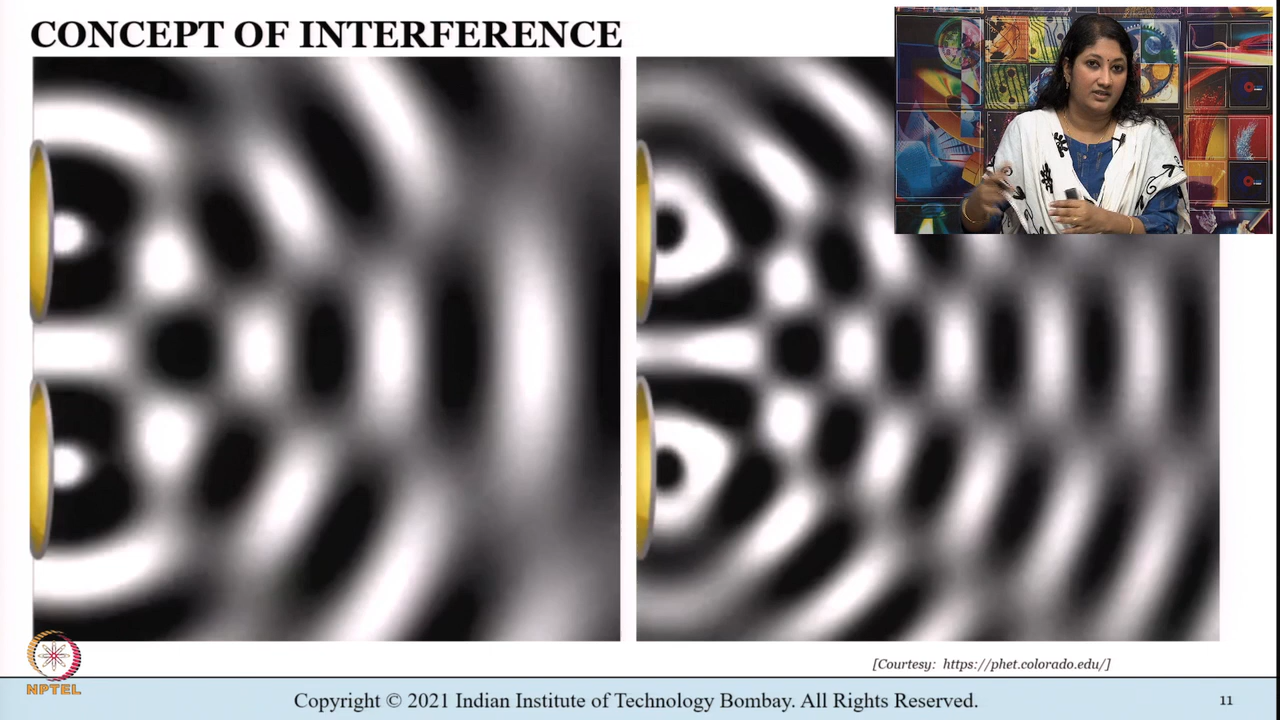 CONCEPT OF INTERFERENCE
[Courtesy: https://phet.colorado.edu/]
NPTEL
Copyright © 2021 Indian Institute of Technology Bombay. All Rights Reserved.
11